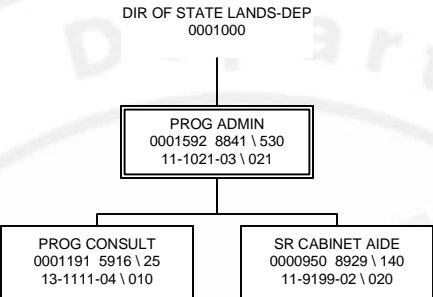 DIR OF STATE LANDS-DEP
0001000
PROG ADMIN
0001592 8841 \ 530
11-1021-03 \ 021
PROG CONSULT
0001191 5916 \ 25
13-1111-04 \ 010
SR CABINET AIDE
0000950 8929 \ 140
11-9199-02 \ 020